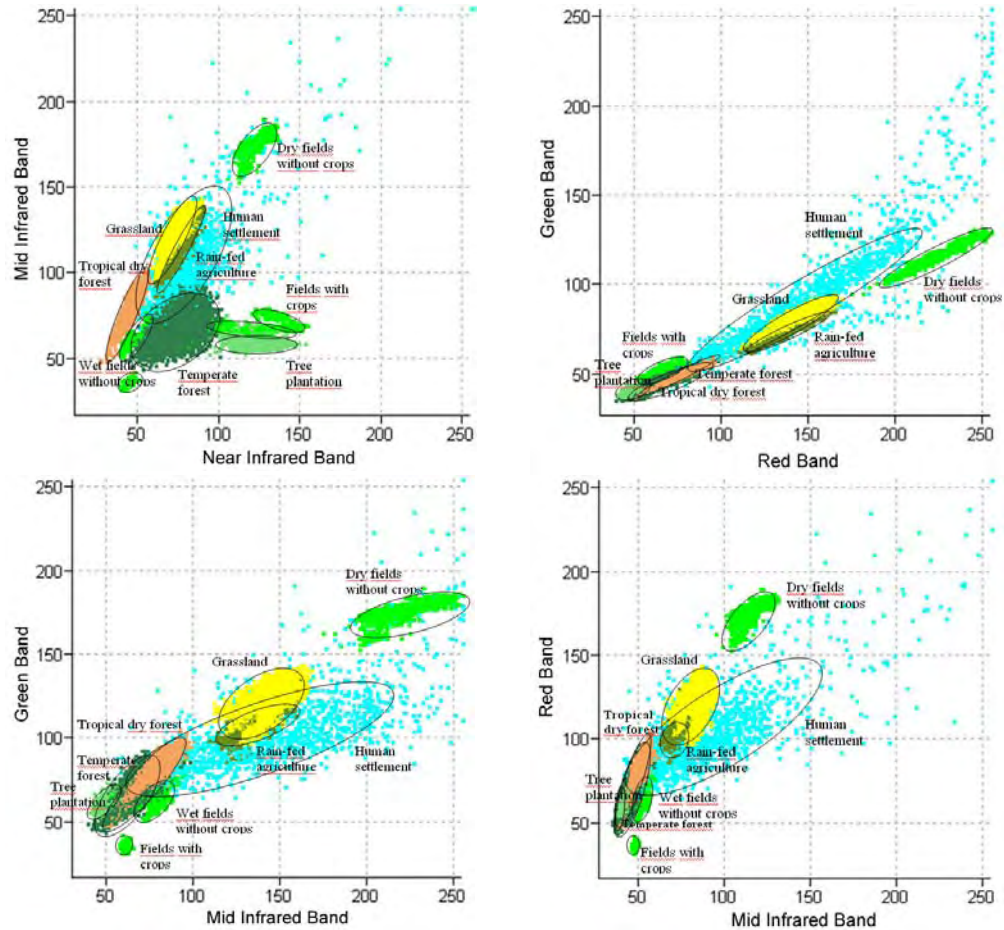 250
200
150
100
50
Mid Infrared Band
Dry fields
without crops
Grassland
Human
settlement
Tropical dry
forest
Rain-fed
agriculture
Fields with
crops
Wet fields
without crops
Temperate
forest
Tree
plantation
50
100
150
200
250
Near Infrared Band
250
200
150
100
50
Green Band
Human
settlement
Dry fields
without crops
Grassland
Fields with
crops
Rain-fed
agriculture
Tree
plantation
Temperate forest
Tropical dry forest
50
100
150
200
250
Red Band
250
200
150
100
50
Green Band
Dry fields
without crops
Grassland
Tropical dry forest
Temperate
forest
Rain-fed
agriculture
Human
settlement
Tree
plantation
Wet fields
without crops
Fields with
crops
50
100
150
200
250
Mid Infrared Band
250
200
150
100
50
Red Band
Dry fields
without crops
Grassland
Tropical
dry forest
Human
settlement
Rain-fed
agriculture
Tree
plantation
Wet fields
without crops
Temperate forest
Fields with
crops
50
100
150
200
250
Mid Infrared Band